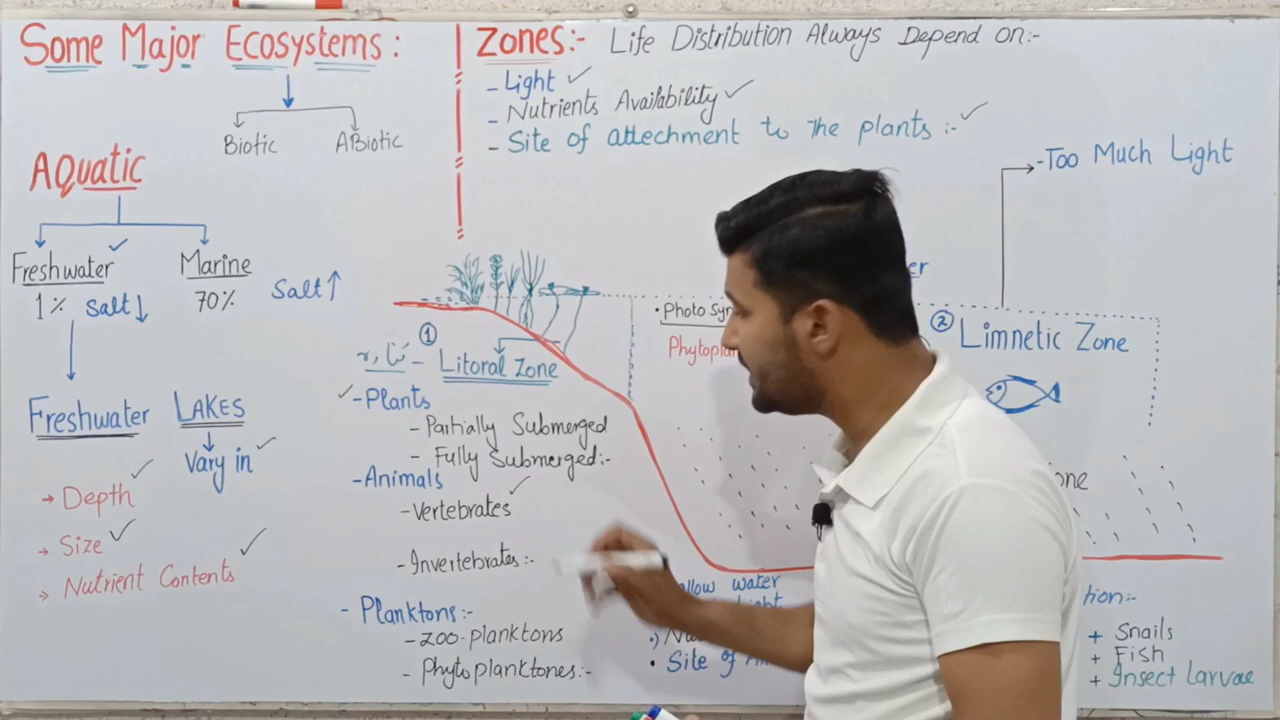 Some Major Ecosystems:
Biotic
ABiotic
AQuatic
Freshwater
1% Salt↓
Marine
70%
Salt↑
Freshwater LAKES
Vary in
→ Depth
→ Size
→ Nutrient Contents
Zones:- Life Distribution Always Depend on:-
- Light
- Nutrients Availability
- Site of attechment to the plants:-
-Too Much Light
① Litoral Zone
-Plants
- Partially Submerged
- Fully Submerged:-
-Animals
-Vertebrates
-Invertebrates:-
- Planktons:-
-zoo-planktons
- Phytoplanktones:-
② Limnetic Zone
water
• Site of
+ Snails
+ Fish
+ Insect Larvae